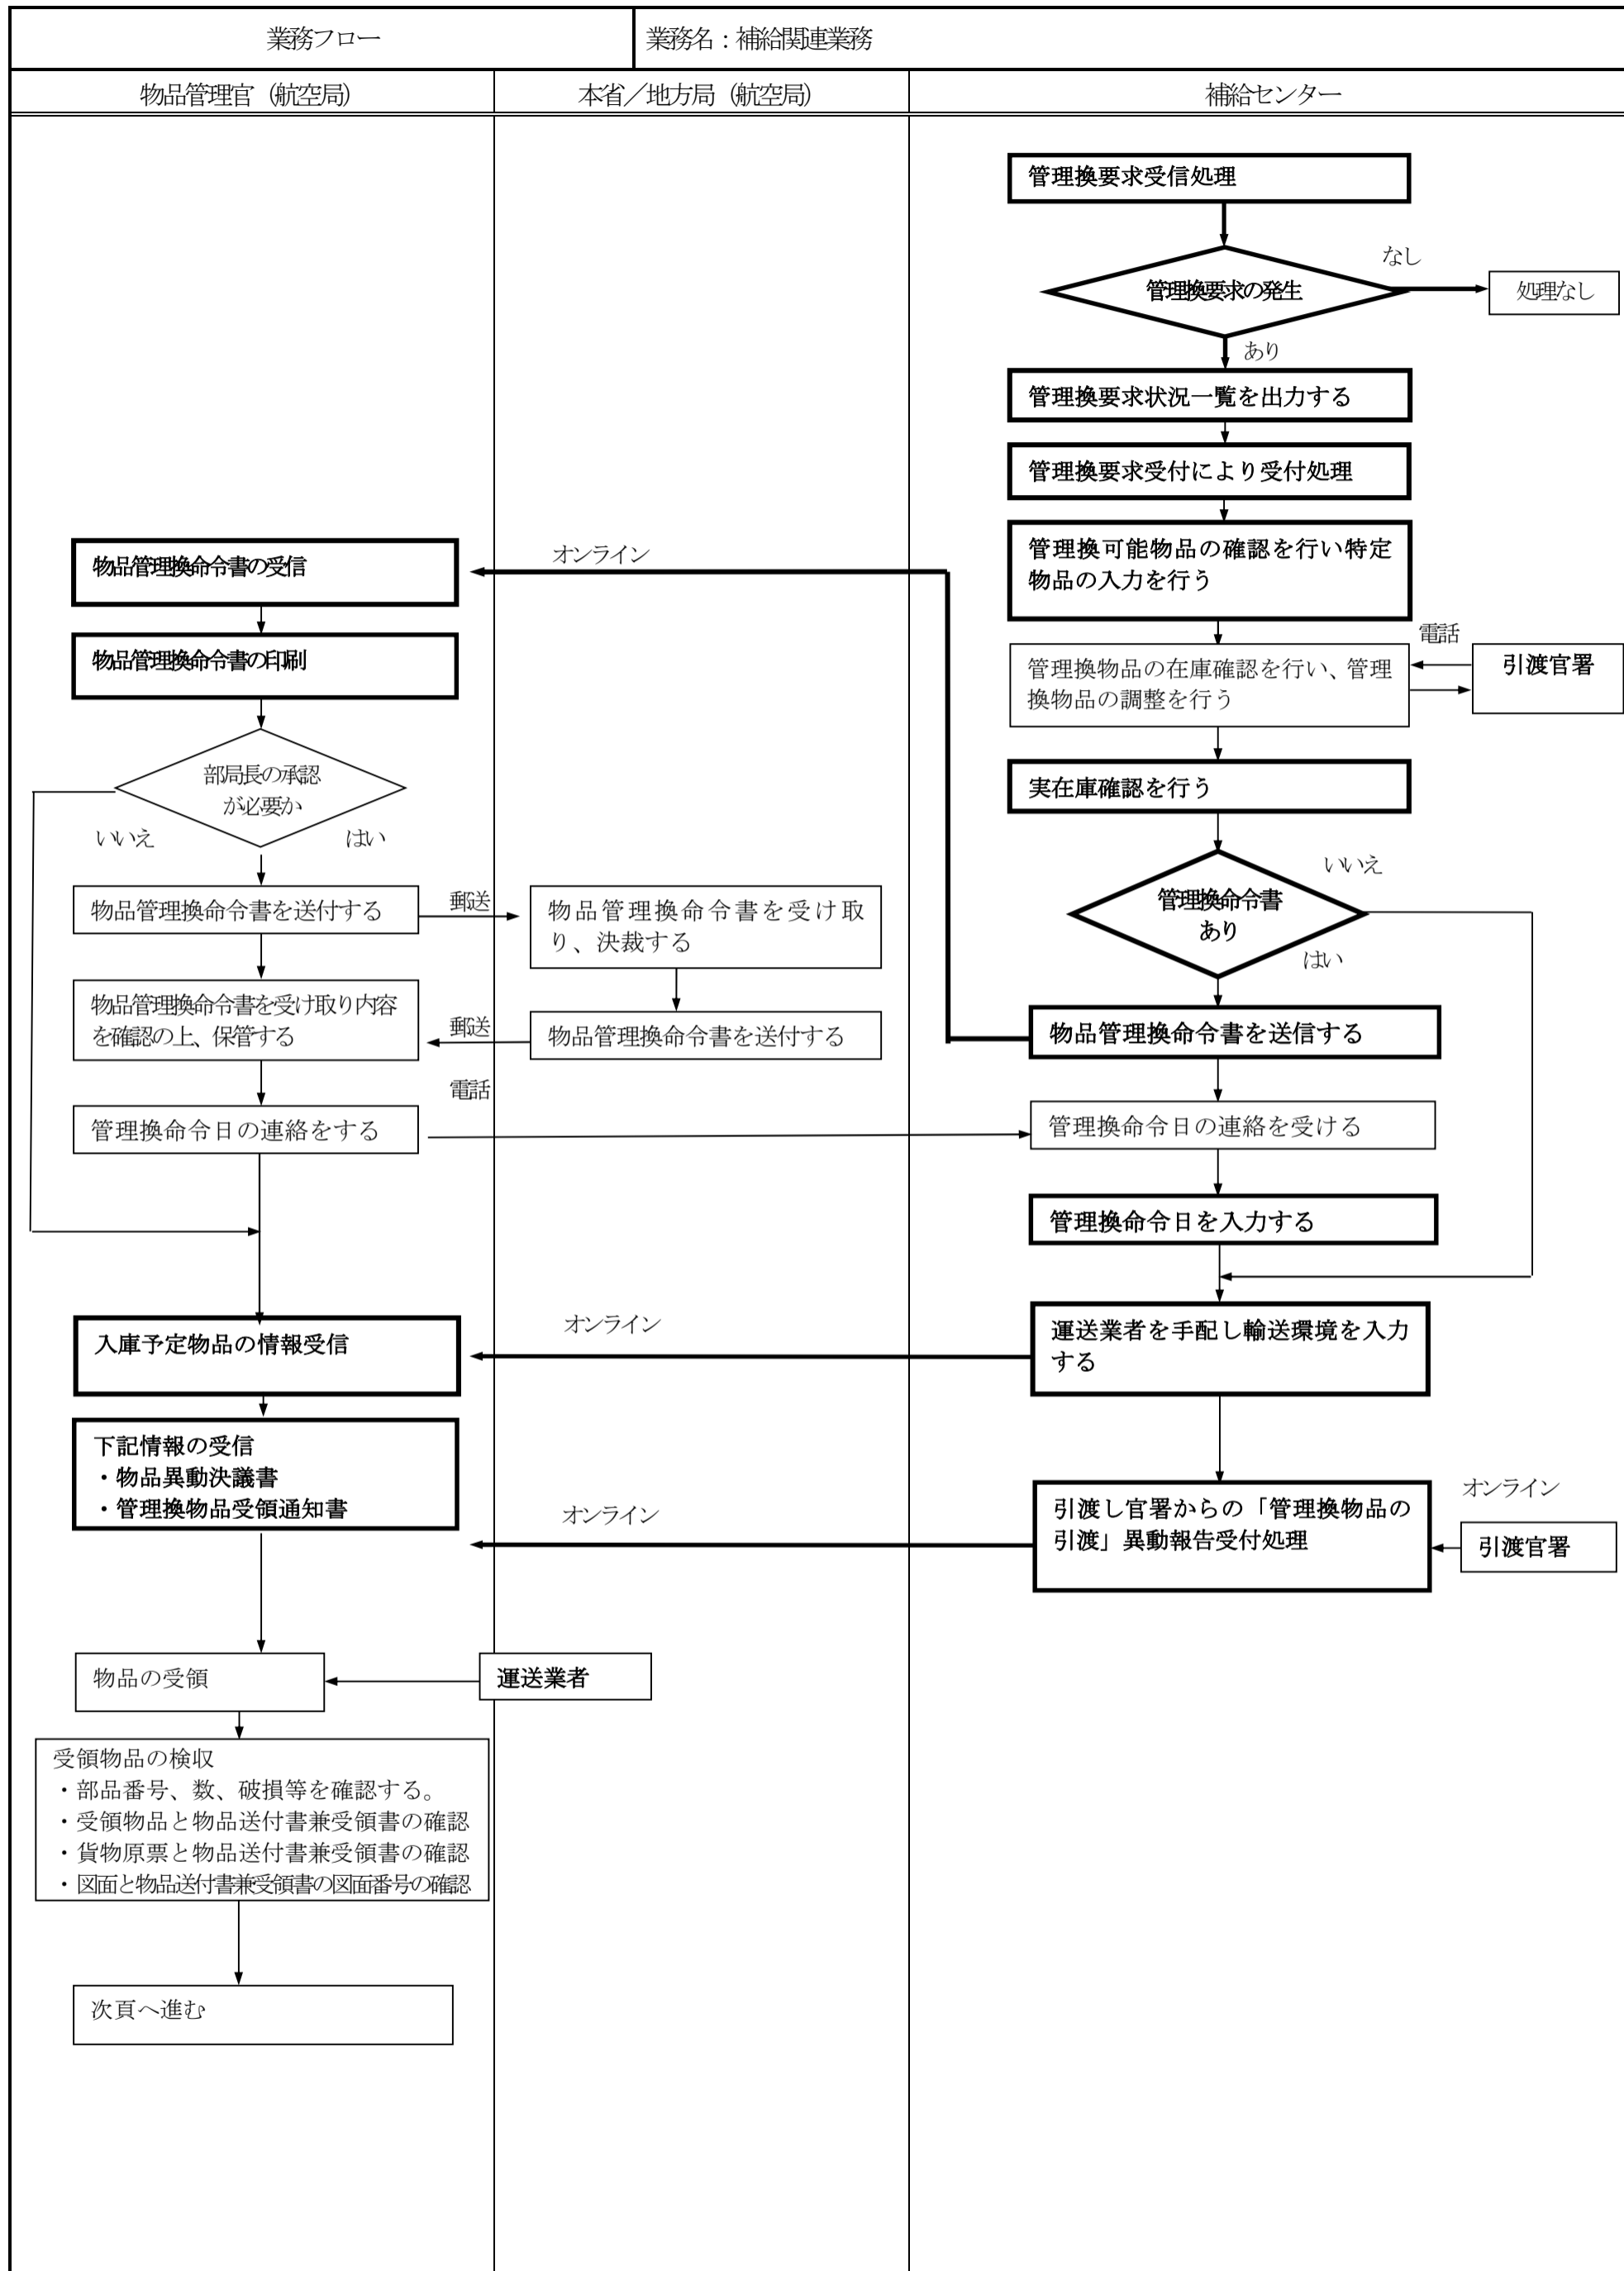 業務フロー
業務名：補給関連業務
物品管理官（航空局）
本省／地方局（航空局）
補給センター
管理換要求受信処理
管理換要求の発生
なし
処理なし
あり
管理換要求状況一覧を出力する
管理換要求受付により受付処理
管理換可能物品の確認を行い特定
物品の入力を行う
電話
管理換物品の在庫確認を行い、管理
換物品の調整を行う
引渡官署
実在庫確認を行う
管理換命令書
あり
いいえ
はい
物品管理換命令書を送信する
オンライン
物品管理換命令書の受信
物品管理換命令書の印刷
部局長の承認
が必要か
いいえ
はい
物品管理換命令書を送付する
郵送
物品管理換命令書を受け取
り、決裁する
物品管理換命令書を送付する
郵送
物品管理換命令書を受け取り内容
を確認の上、保管する
電話
管理換命令日の連絡をする
管理換命令日の連絡を受ける
管理換命令日を入力する
運送業者を手配し輸送環境を入力
する
オンライン
入庫予定物品の情報受信
引渡し官署からの「管理換物品の
引渡」異動報告受付処理
オンライン
引渡官署
オンライン
下記情報の受信
・物品異動決議書
・管理換物品受領通知書
物品の受領
運送業者
受領物品の検収
・部品番号、数、破損等を確認する。
・受領物品と物品送付書兼受領書の確認
・貨物原票と物品送付書兼受領書の確認
・図面と物品送付書兼受領書の図面番号の確認
次頁へ進む